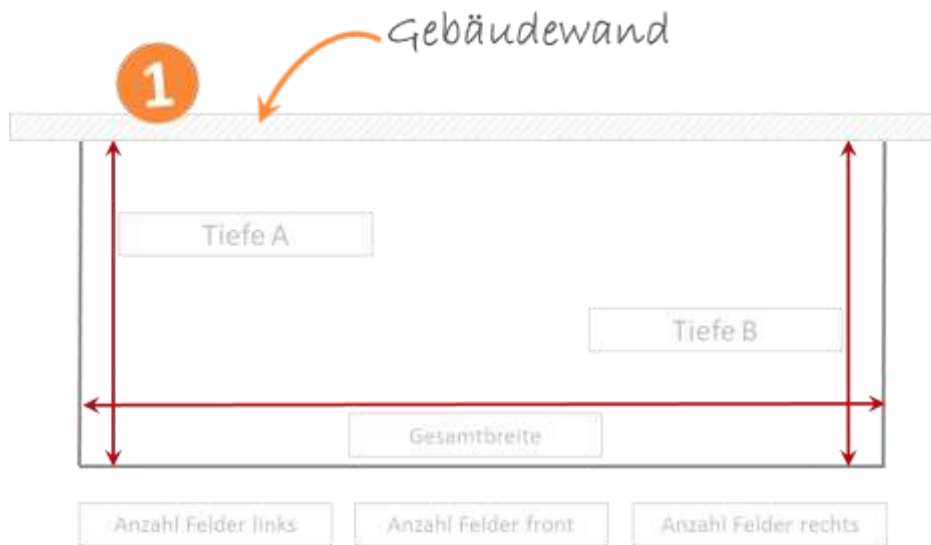 Gebäudewand
1
Tiefe A
Tiefe B
Gesamtbreite
Anzahl Felder links
Anzahl Felder front
Anzahl Felder rechts